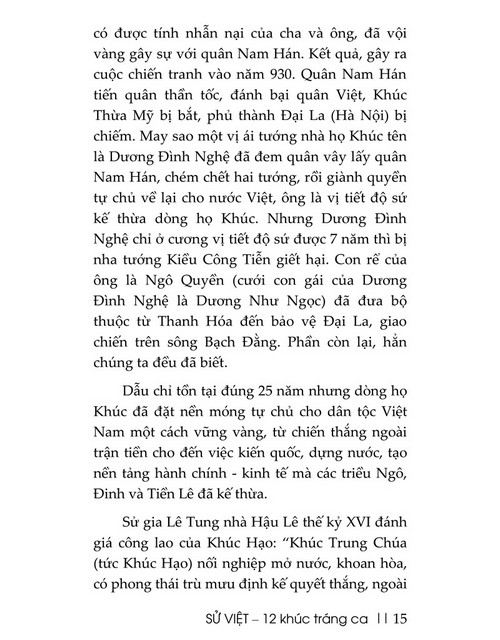 có được tính nhẫn nại của cha và ông, đã vội
vàng gây sự với quân Nam Hán. Kết quả, gây ra
cuộc chiến tranh vào năm 930. Quân Nam Hán
tiến quân thần tốc, đánh bại quân Việt, Khúc
Thừa Mỹ bị bắt, phủ thành Đại La (Hà Nội) bị
chiếm. May sao một vị ái tướng nhà họ Khúc tên
là Dương Đình Nghệ đã đem quân vây lấy quân
Nam Hán, chém chết hai tướng, rồi giành quyền
tự chủ về lại cho nước Việt, ông là vị tiết độ sứ
kế thừa dòng họ Khúc. Nhưng Dương Đình
Nghệ chỉ ở cương vị tiết độ sứ được 7 năm thì bị
nha tướng Kiều Công Tiễn giết hại. Con rể của
ông là Ngô Quyền (cưới con gái của Dương
Đình Nghệ là Dương Như Ngọc) đã đưa bộ
thuộc từ Thanh Hóa đến bảo vệ Đại La, giao
chiến trên sông Bạch Đằng. Phần còn lại, hẳn
chúng ta đều đã biết.
Dẫu chỉ tồn tại đúng 25 năm nhưng dòng họ
Khúc đã đặt nền móng tự chủ cho dân tộc Việt
Nam một cách vững vàng, từ chiến thắng ngoài
trận tiền cho đến việc kiến quốc, dựng nước, tạo
nền tảng hành chính - kinh tế mà các triều Ngô,
Đinh và Tiền Lê đã kế thừa.
Sử gia Lê Tung nhà Hậu Lê thế kỷ XVI đánh
giá công lao của Khúc Hạo: “Khúc Trung Chúa
(tức Khúc Hạo) nối nghiệp mở nước, khoan hòa,
có phong thái trù mưu định kế quyết thắng, ngoài
SỬ VIỆT – 12 khúc tráng ca || 15